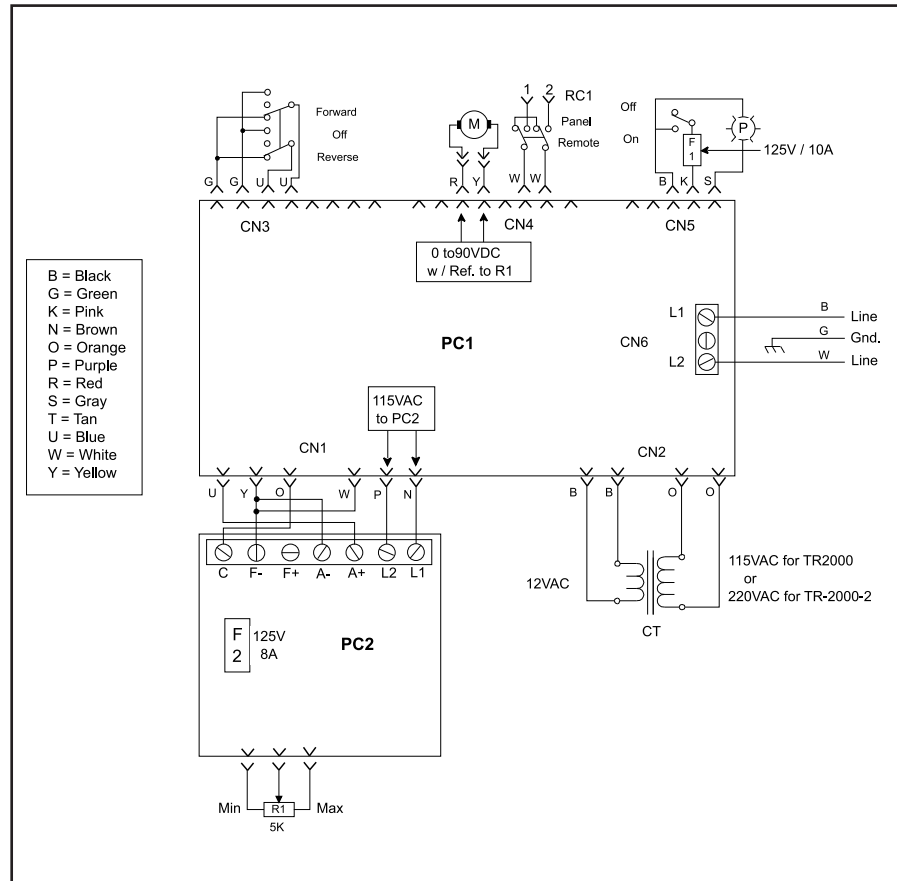 Forward
Off
Reverse
G G U U
CN3
M
R Y
1 2 RC1
Panel
Remote
W W
CN4
Off
On
F
1
P
125V / 10A
B K S
CN5
0 to90VDC
w / Ref. to R1
B = Black
G = Green
K = Pink
N = Brown
O = Orange
P = Purple
R = Red
S = Gray
T = Tan
U = Blue
W = White
Y = Yellow
PC1
L1
CN6
L2
B Line
G Gnd.
W Line
115VAC
to PC2
CN1
CN2
U Y O W P N
B B O O
C F- F+ A- A+ L2 L1
F
2
125V
8A
PC2
12VAC
CT
115VAC for TR2000
or
220VAC for TR-2000-2
Min R1 Max
5K